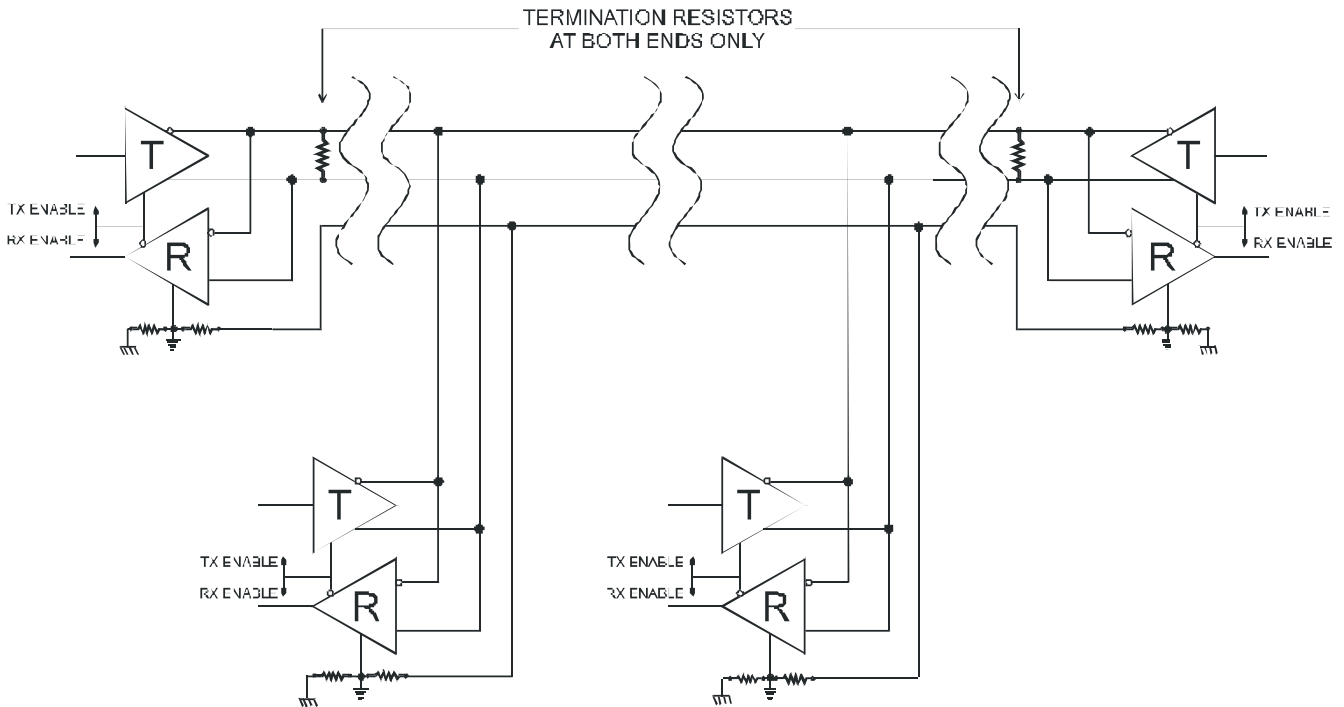 TERMINATION RESISTORS
AT BOTH ENDS ONLY
T
T
TX ENABLE
RX ENABLE
R
TX ENABLE
RX ENABLE
R
T
T
TX ENABLE
RX ENABLE
R
TX ENABLE
RX ENABLE
R